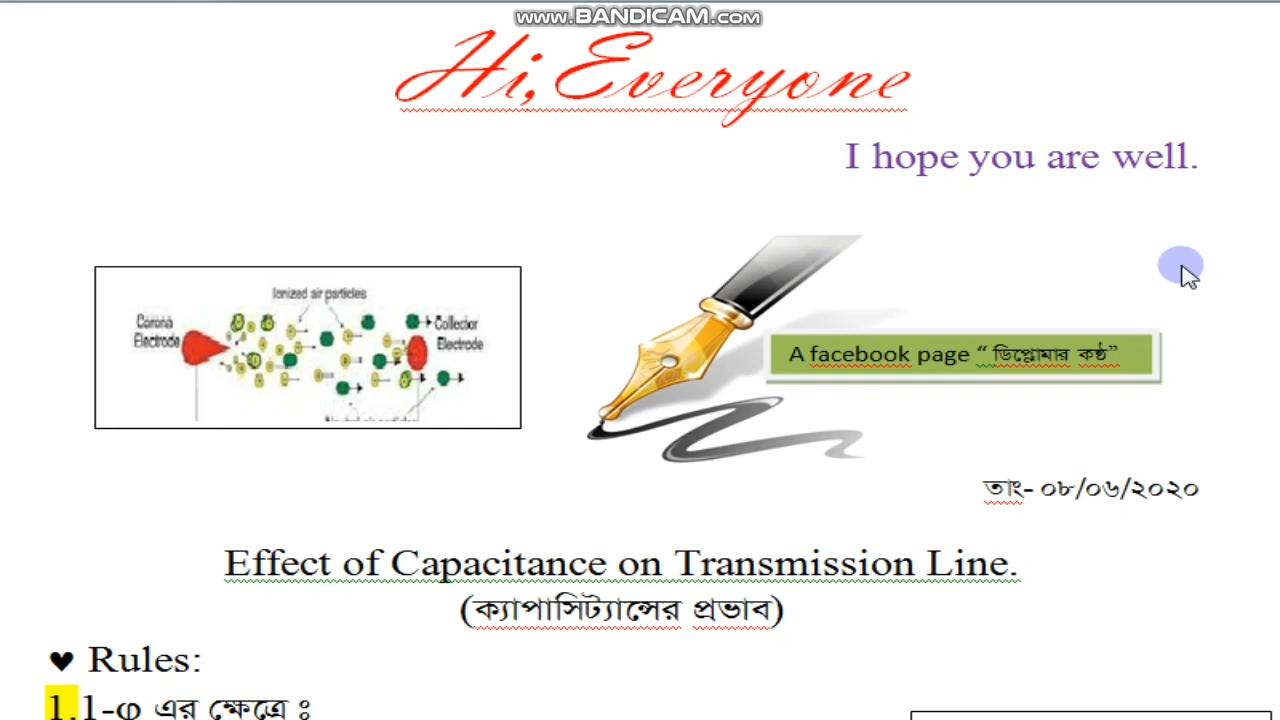 www.BANDICAM.com
Hi,Everyone
I hope you are well.
Ionized air particles
Corona
Electrode
Collector
Electrode
A facebook page “ ডিপ্লোমার কন্ঠ”
তাং- ০৮/০৬/২০২০
Effect of Capacitance on Transmission Line.
(ক্যাপাসিট্যান্সের প্রভাব)
♥ Rules:
1.1-φ এর ক্ষেত্রে ঃ